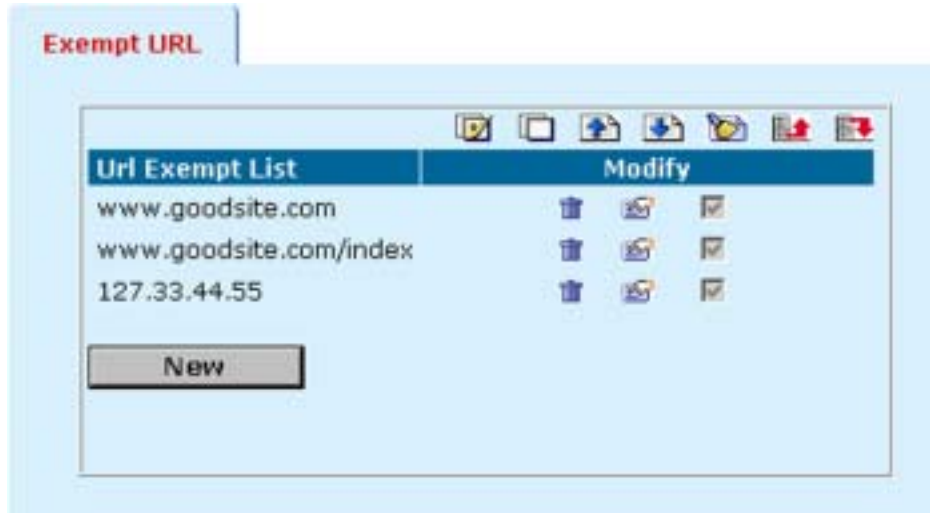 Exempt URL
Url Exempt List Modify
www.goodsite.com
www.goodsite.com/index
127.33.44.55
New